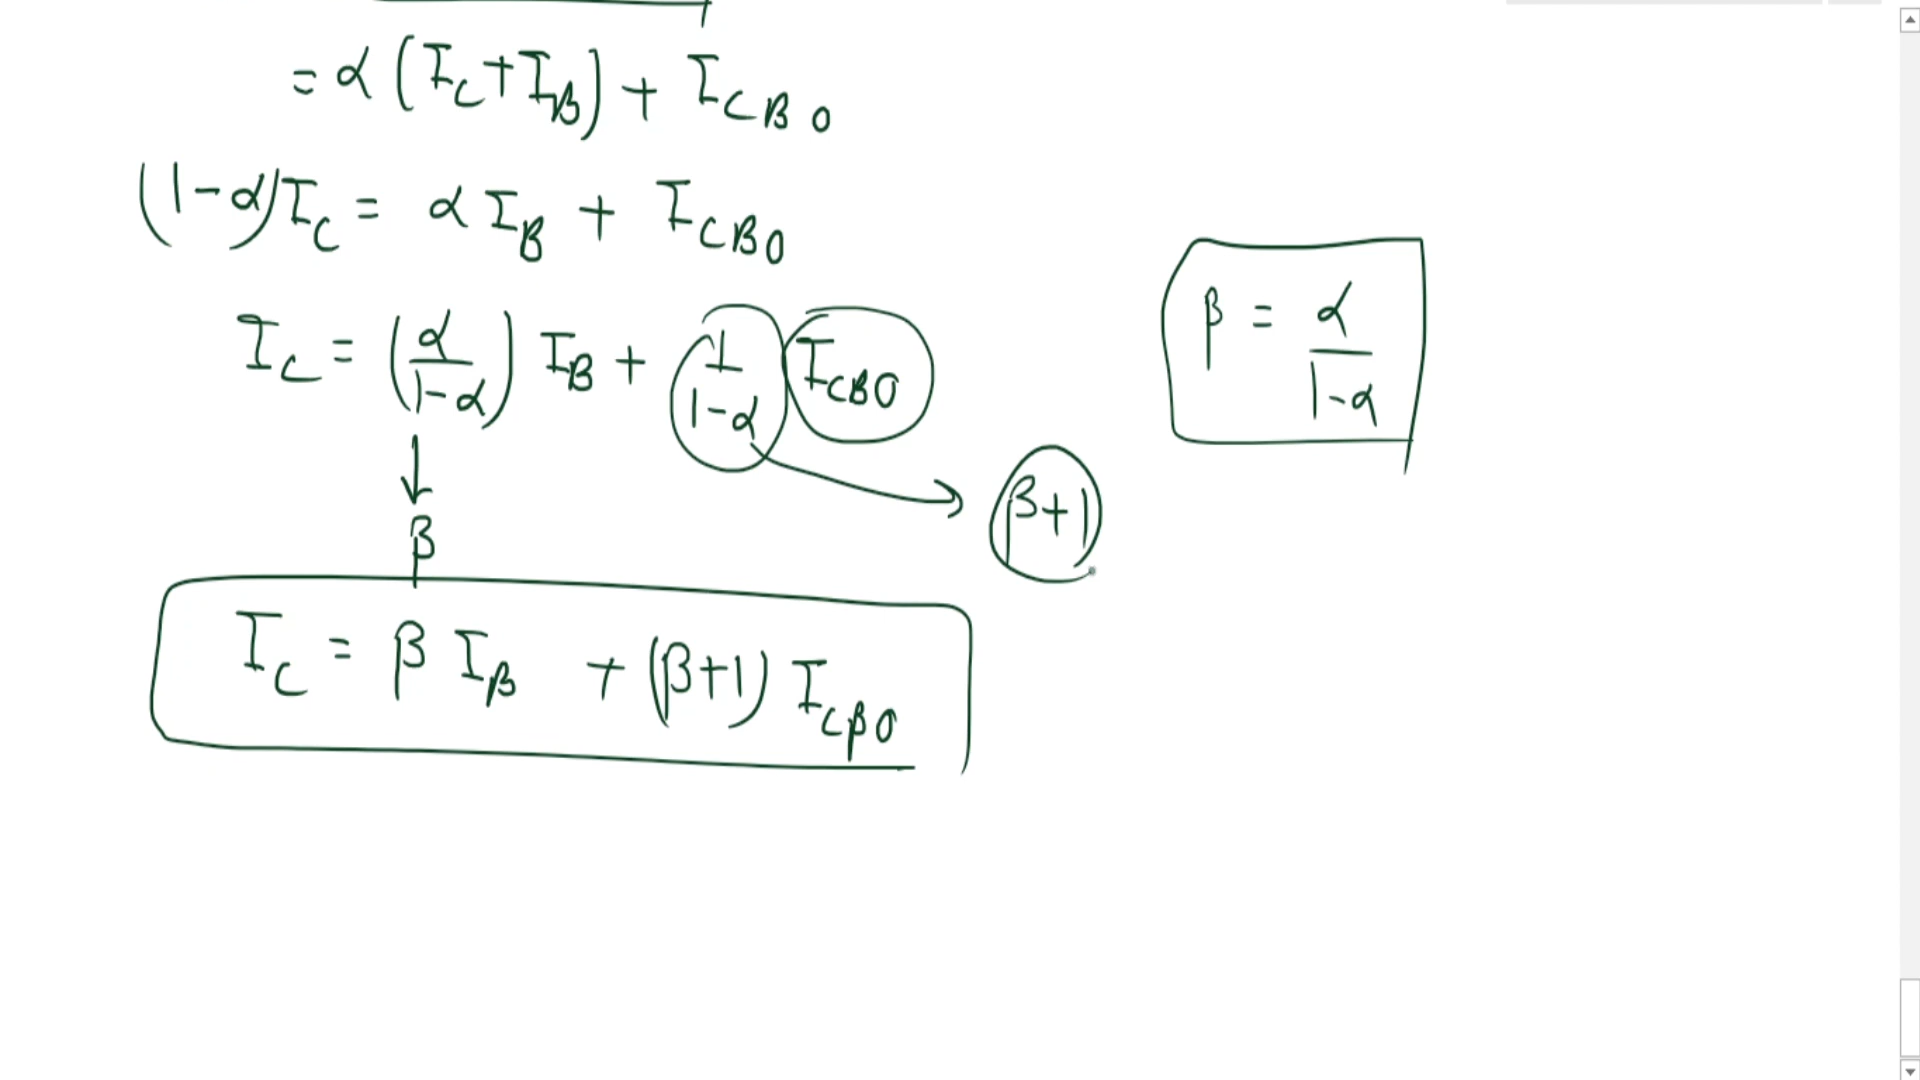 = α (I_C + I_B) + I_CBO
(1-α) I_C = α I_B + I_CBO
I_C = (α/(1-α)) I_B + 1/(1-α) I_CBO
β = α/(1-α)
β+1
β
I_C = β I_B + (β+1) I_CBO